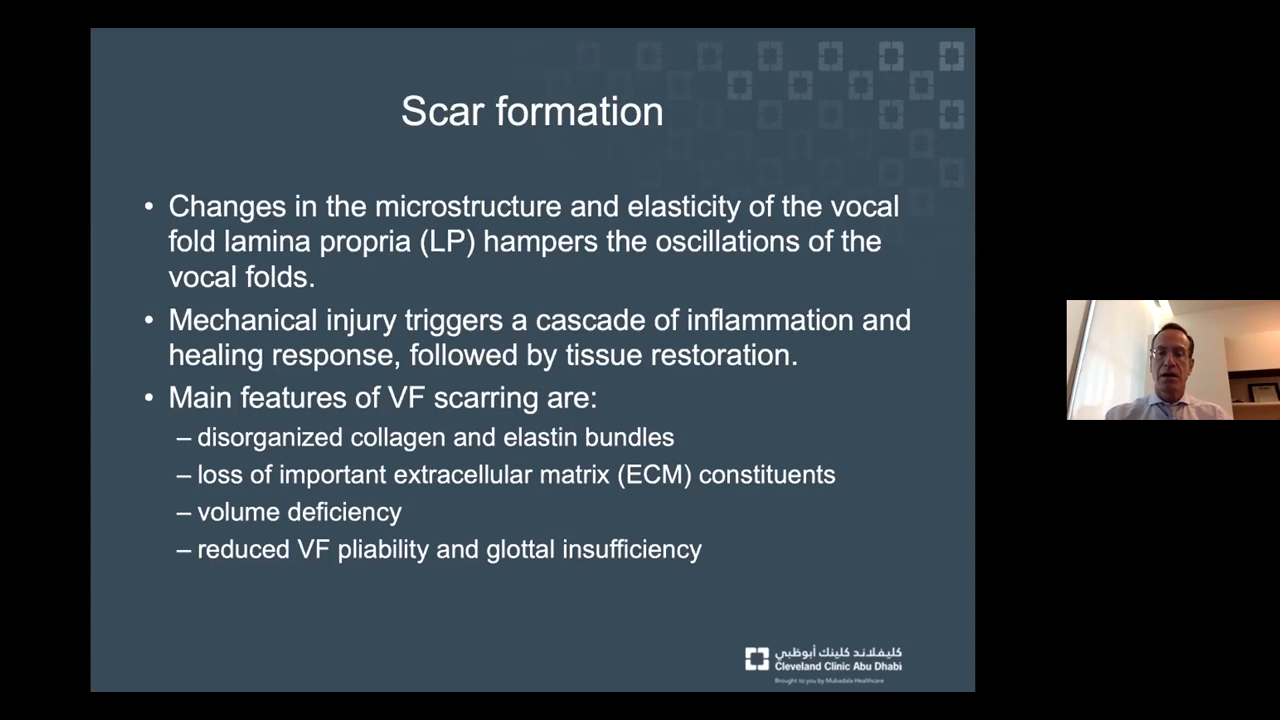 Scar formation
• Changes in the microstructure and elasticity of the vocal
fold lamina propria (LP) hampers the oscillations of the
vocal folds.
• Mechanical injury triggers a cascade of inflammation and
healing response, followed by tissue restoration.
• Main features of VF scarring are:
– disorganized collagen and elastin bundles
– loss of important extracellular matrix (ECM) constituents
– volume deficiency
– reduced VF pliability and glottal insufficiency
كليفلاند كلينك أبوظبي
Cleveland Clinic Abu Dhabi
Brought to you by Mubadala Healthcare